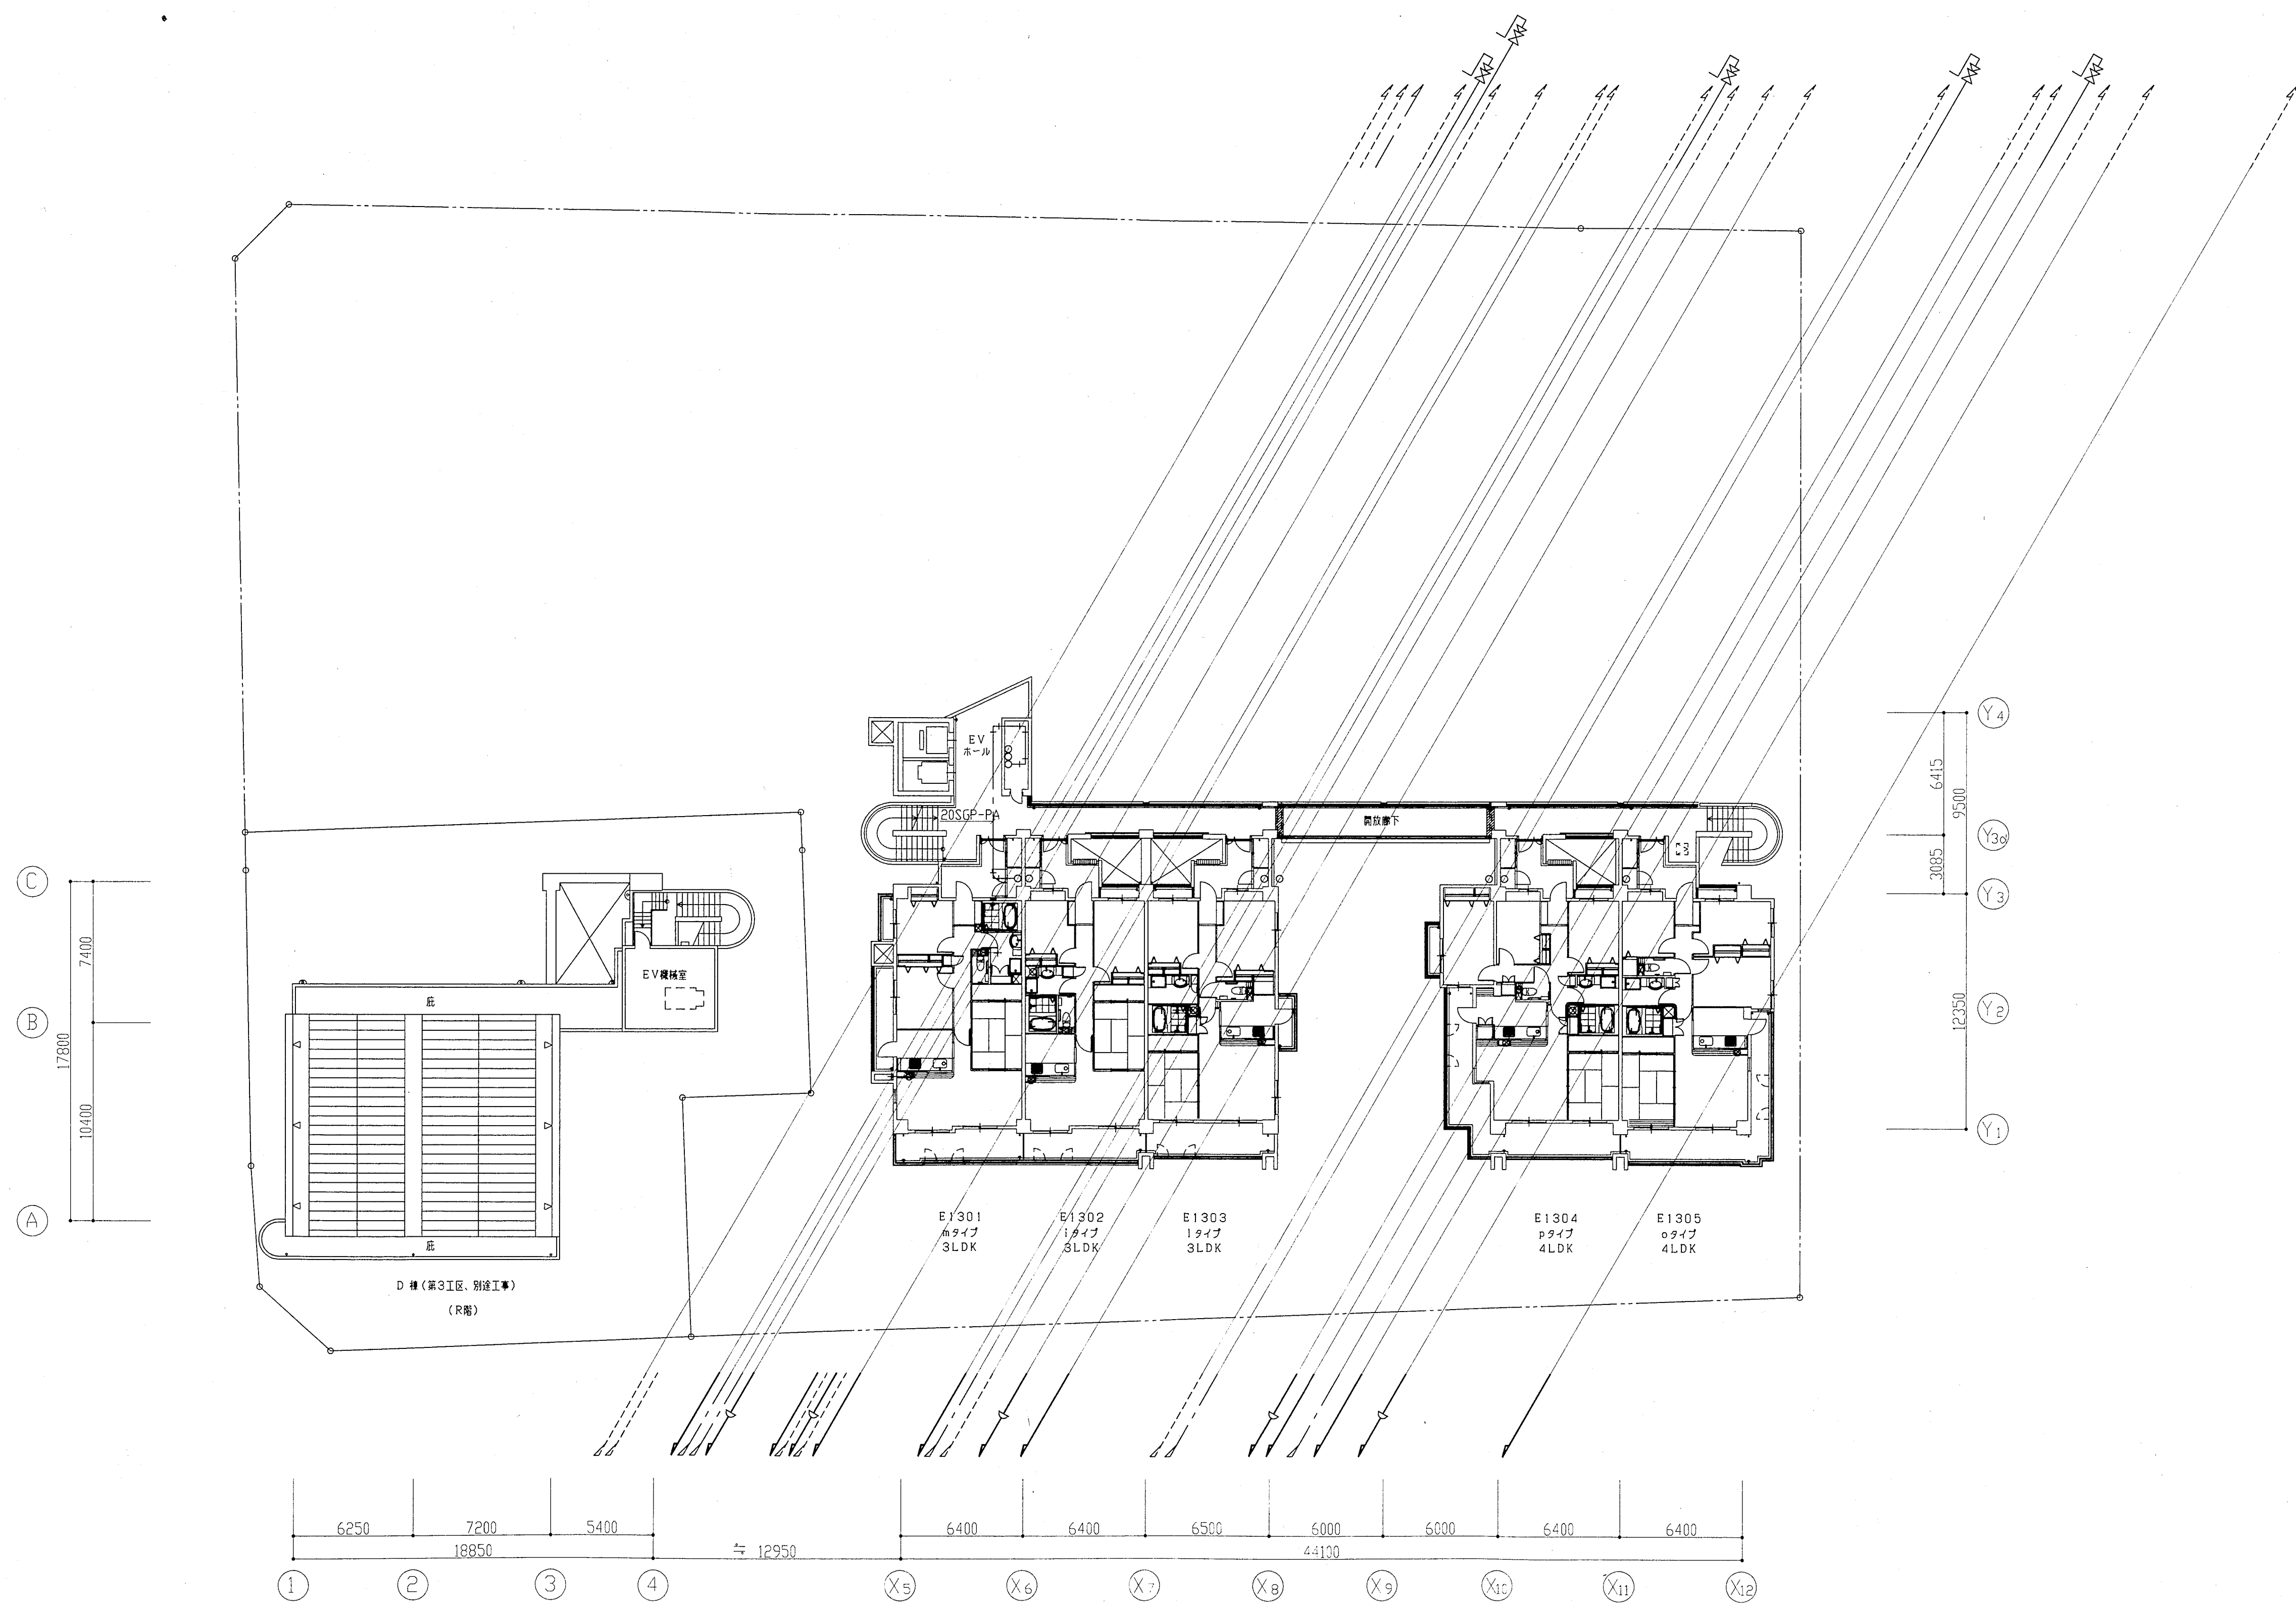 EV
ホール
20SGP-PA
開放廊下
Y4
Y3d
Y3
Y2
Y1
6415
9500
3085
12350
C
B
A
7400
17800
10400
EV機械室
庇
庇
D 棟(第3工区、別途工事)
(R階)
E1301
mタイプ
3LDK
E1302
iタイプ
3LDK
E1303
lタイプ
3LDK
E1304
pタイプ
4LDK
E1305
oタイプ
4LDK
6250
7200
5400
6400
6400
6500
6000
6000
6400
6400
18850
≒ 12950
44100
1
2
3
4
X5
X6
X7
X8
X9
X10
X11
X12